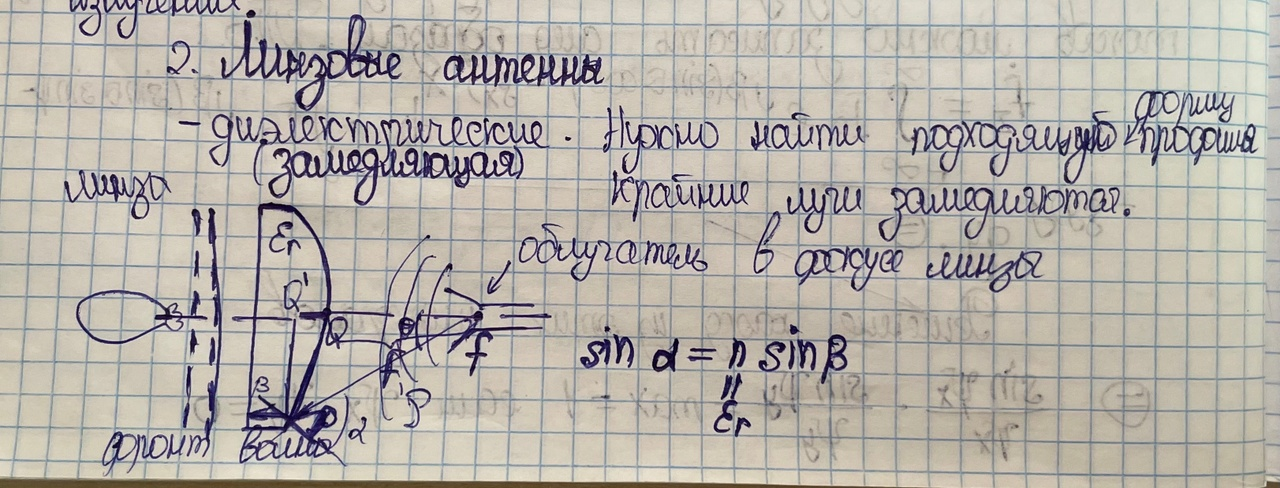 излучения.
2. Линзовые антенны
- диэлектрические. Нужно найти подходящую форму
(замедляющая)
линза
Крайние лучи замедляются.
облучатель в фокусе линзы
εr
Q'
Q
f
P
β
α
sin α = n sin β
=
εr
фронт волны